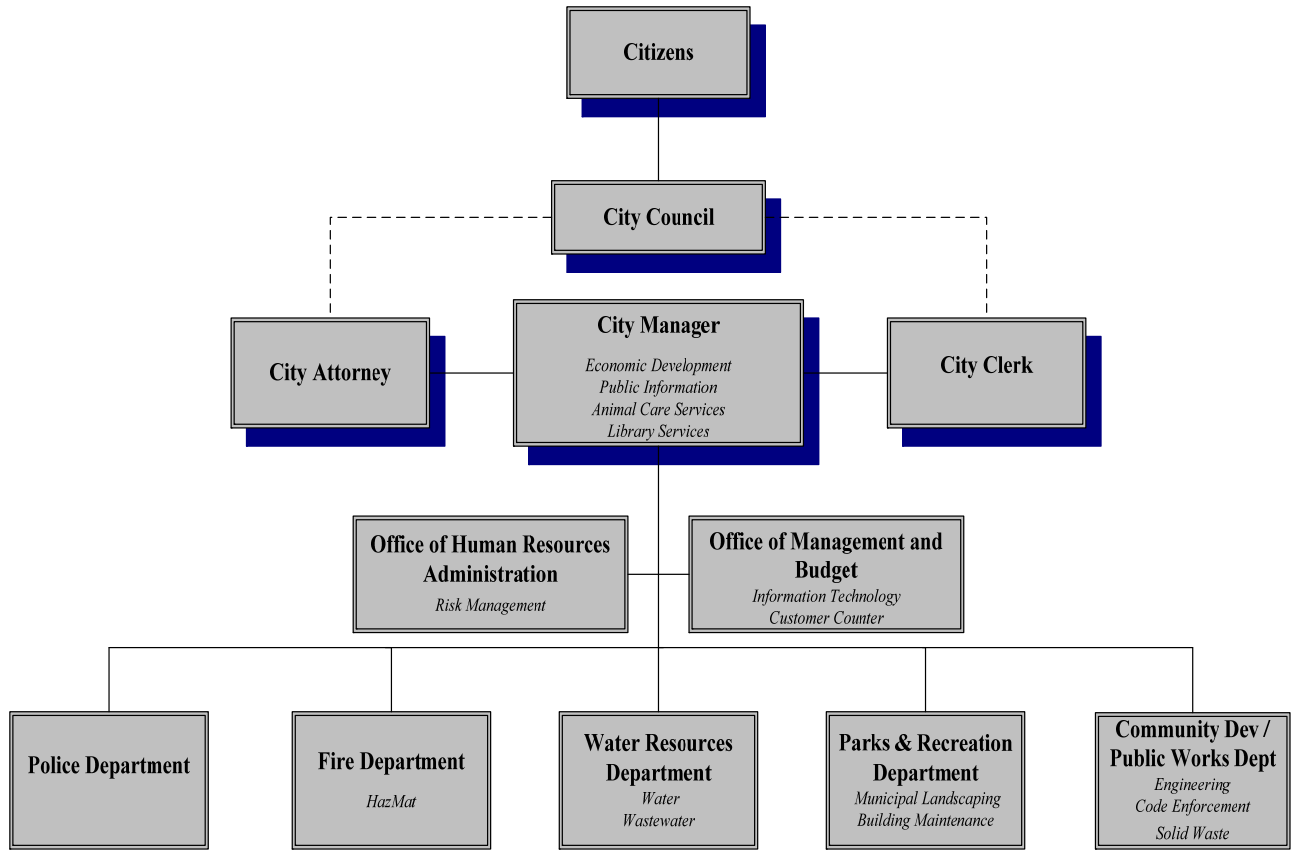 Citizens
City Council
City Attorney
City Manager
Economic Development
Public Information
Animal Care Services
Library Services
City Clerk
Office of Human Resources
Administration
Risk Management
Office of Management and
Budget
Information Technology
Customer Counter
Police Department
Fire Department
HazMat
Water Resources
Department
Water
Wastewater
Parks & Recreation
Department
Municipal Landscaping
Building Maintenance
Community Dev /
Public Works Dept
Engineering
Code Enforcement
Solid Waste